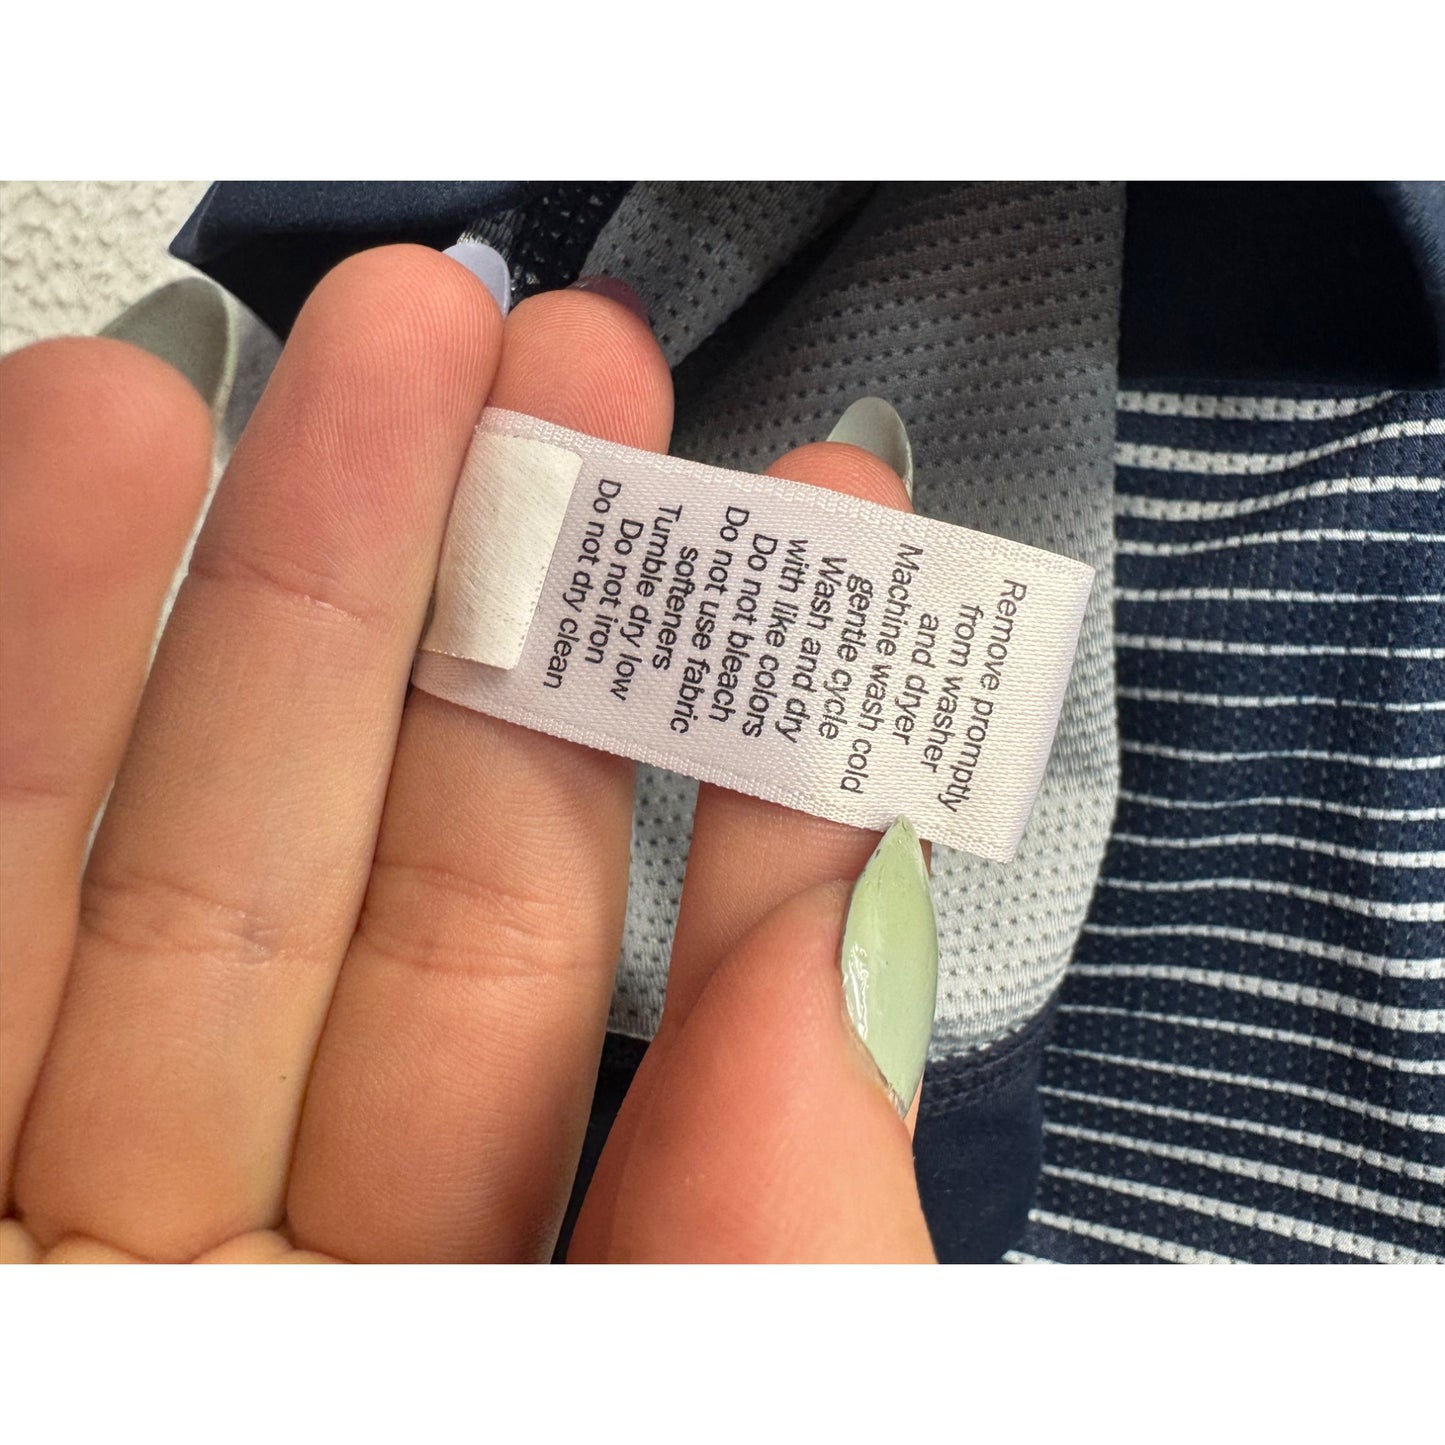 Remove promptly
from washer
and dryer
Machine wash cold
gentle cycle
Wash and dry
with like colors
Do not bleach
Do not use fabric
softeners
Tumble dry low
Do not iron
Do not dry clean